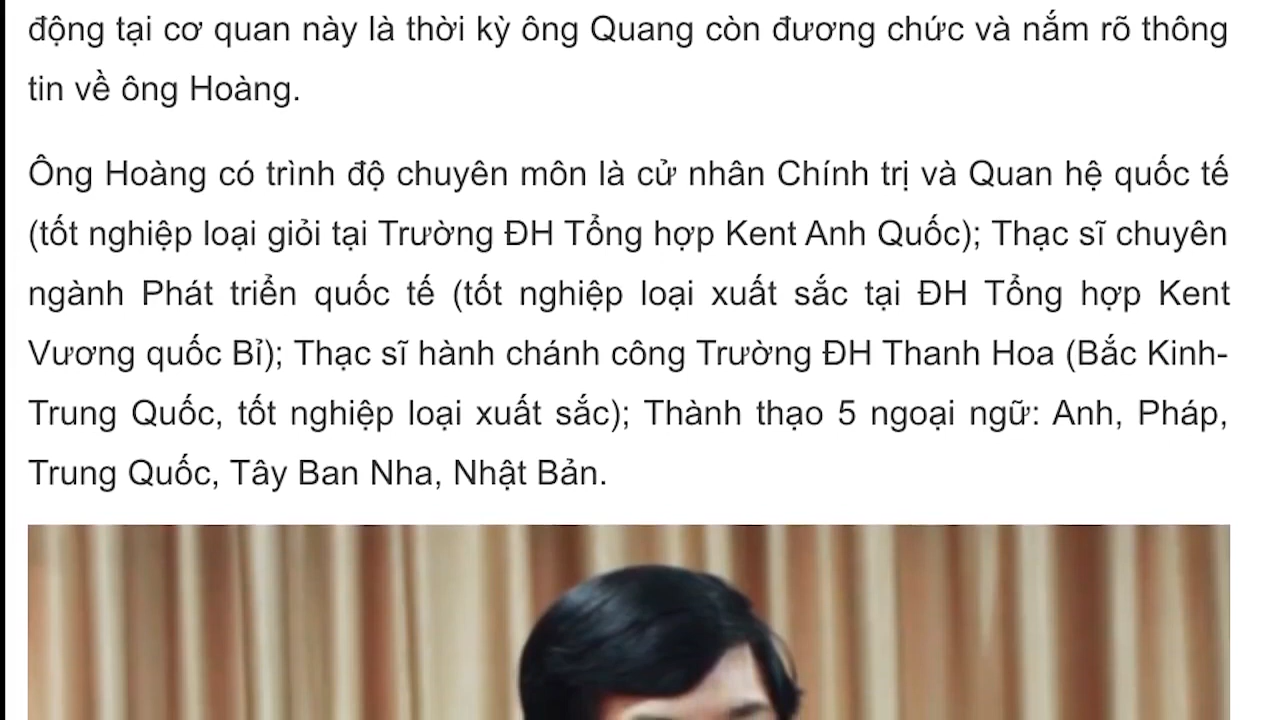 động tại cơ quan này là thời kỳ ông Quang còn đương chức và nắm rõ thông
tin về ông Hoàng.
Ông Hoàng có trình độ chuyên môn là cử nhân Chính trị và Quan hệ quốc tế
(tốt nghiệp loại giỏi tại Trường ĐH Tổng hợp Kent Anh Quốc); Thạc sĩ chuyên
ngành Phát triển quốc tế (tốt nghiệp loại xuất sắc tại ĐH Tổng hợp Kent
Vương quốc Bỉ); Thạc sĩ hành chánh công Trường ĐH Thanh Hoa (Bắc Kinh-
Trung Quốc, tốt nghiệp loại xuất sắc); Thành thạo 5 ngoại ngữ: Anh, Pháp,
Trung Quốc, Tây Ban Nha, Nhật Bản.